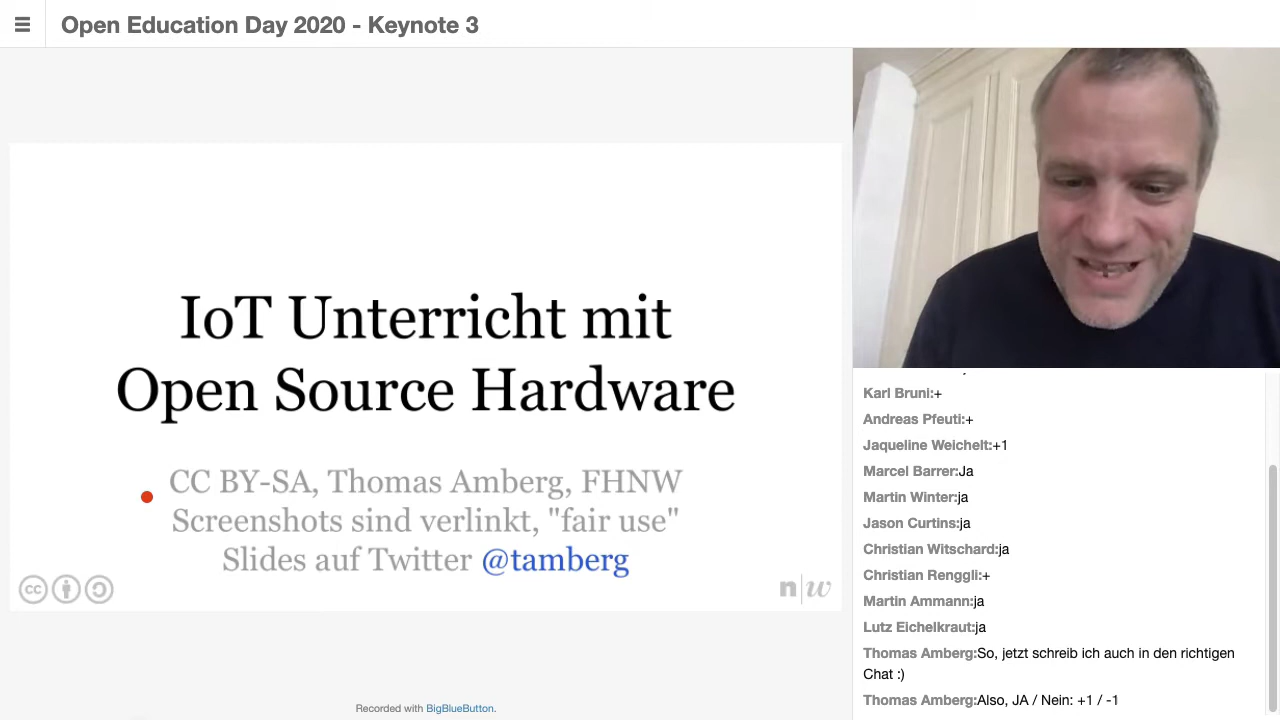 Open Education Day 2020 - Keynote 3
IoT Unterricht mit
Open Source Hardware
CC BY-SA, Thomas Amberg, FHNW
Screenshots sind verlinkt, "fair use"
Slides auf Twitter @tamberg
cc
n|w
Recorded with BigBlueButton.
Karl Bruni:+
Andreas Pfeuti:+
Jaqueline Weichelt:+1
Marcel Barrer:Ja
Martin Winter:ja
Jason Curtins:ja
Christian Witschard:ja
Christian Renggli:+
Martin Ammann:ja
Lutz Eichelkraut:ja
Thomas Amberg:So, jetzt schreib ich auch in den richtigen
Chat :)
Thomas Amberg:Also, JA / Nein: +1 / -1